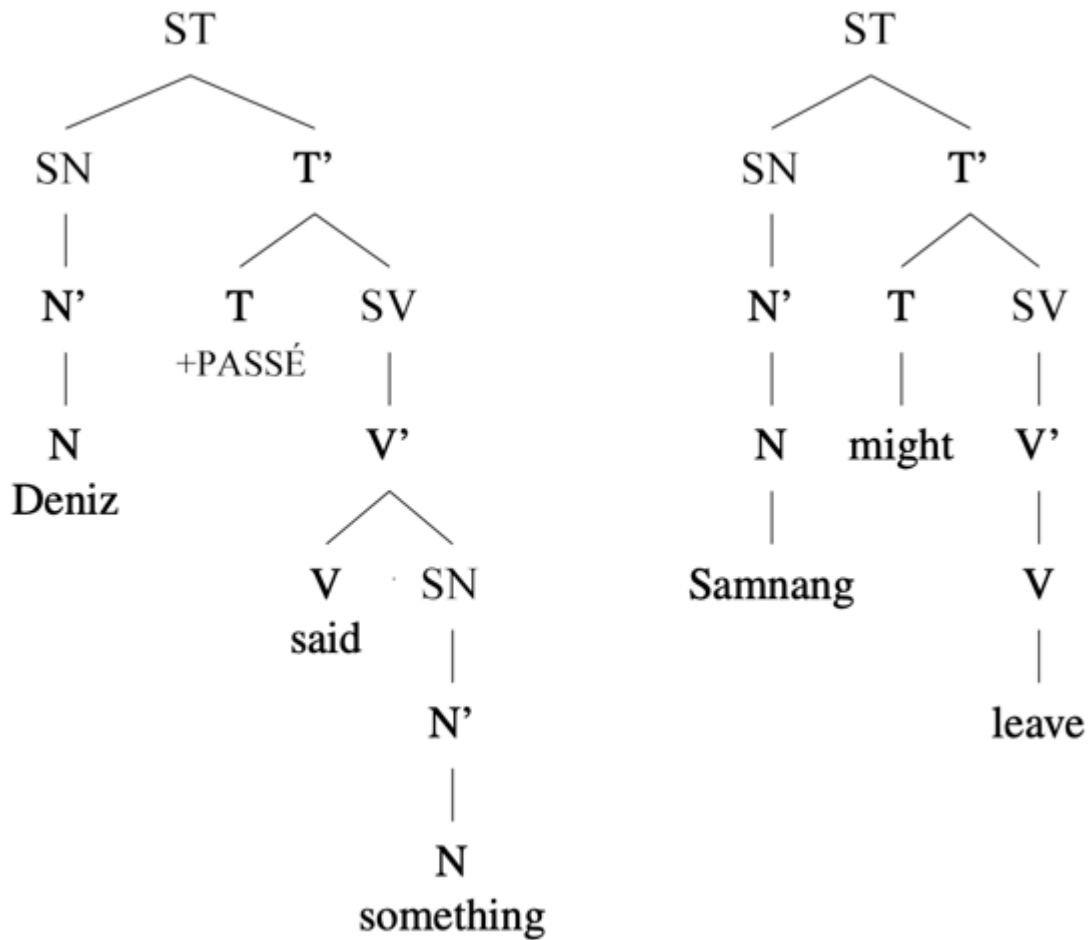 ST ST
SN T’ SN T’
N’ T SV N’ T SV
+PASSÉ
N V’ N might V’
Deniz
V SN Samnang V
said
N’ leave
N
something